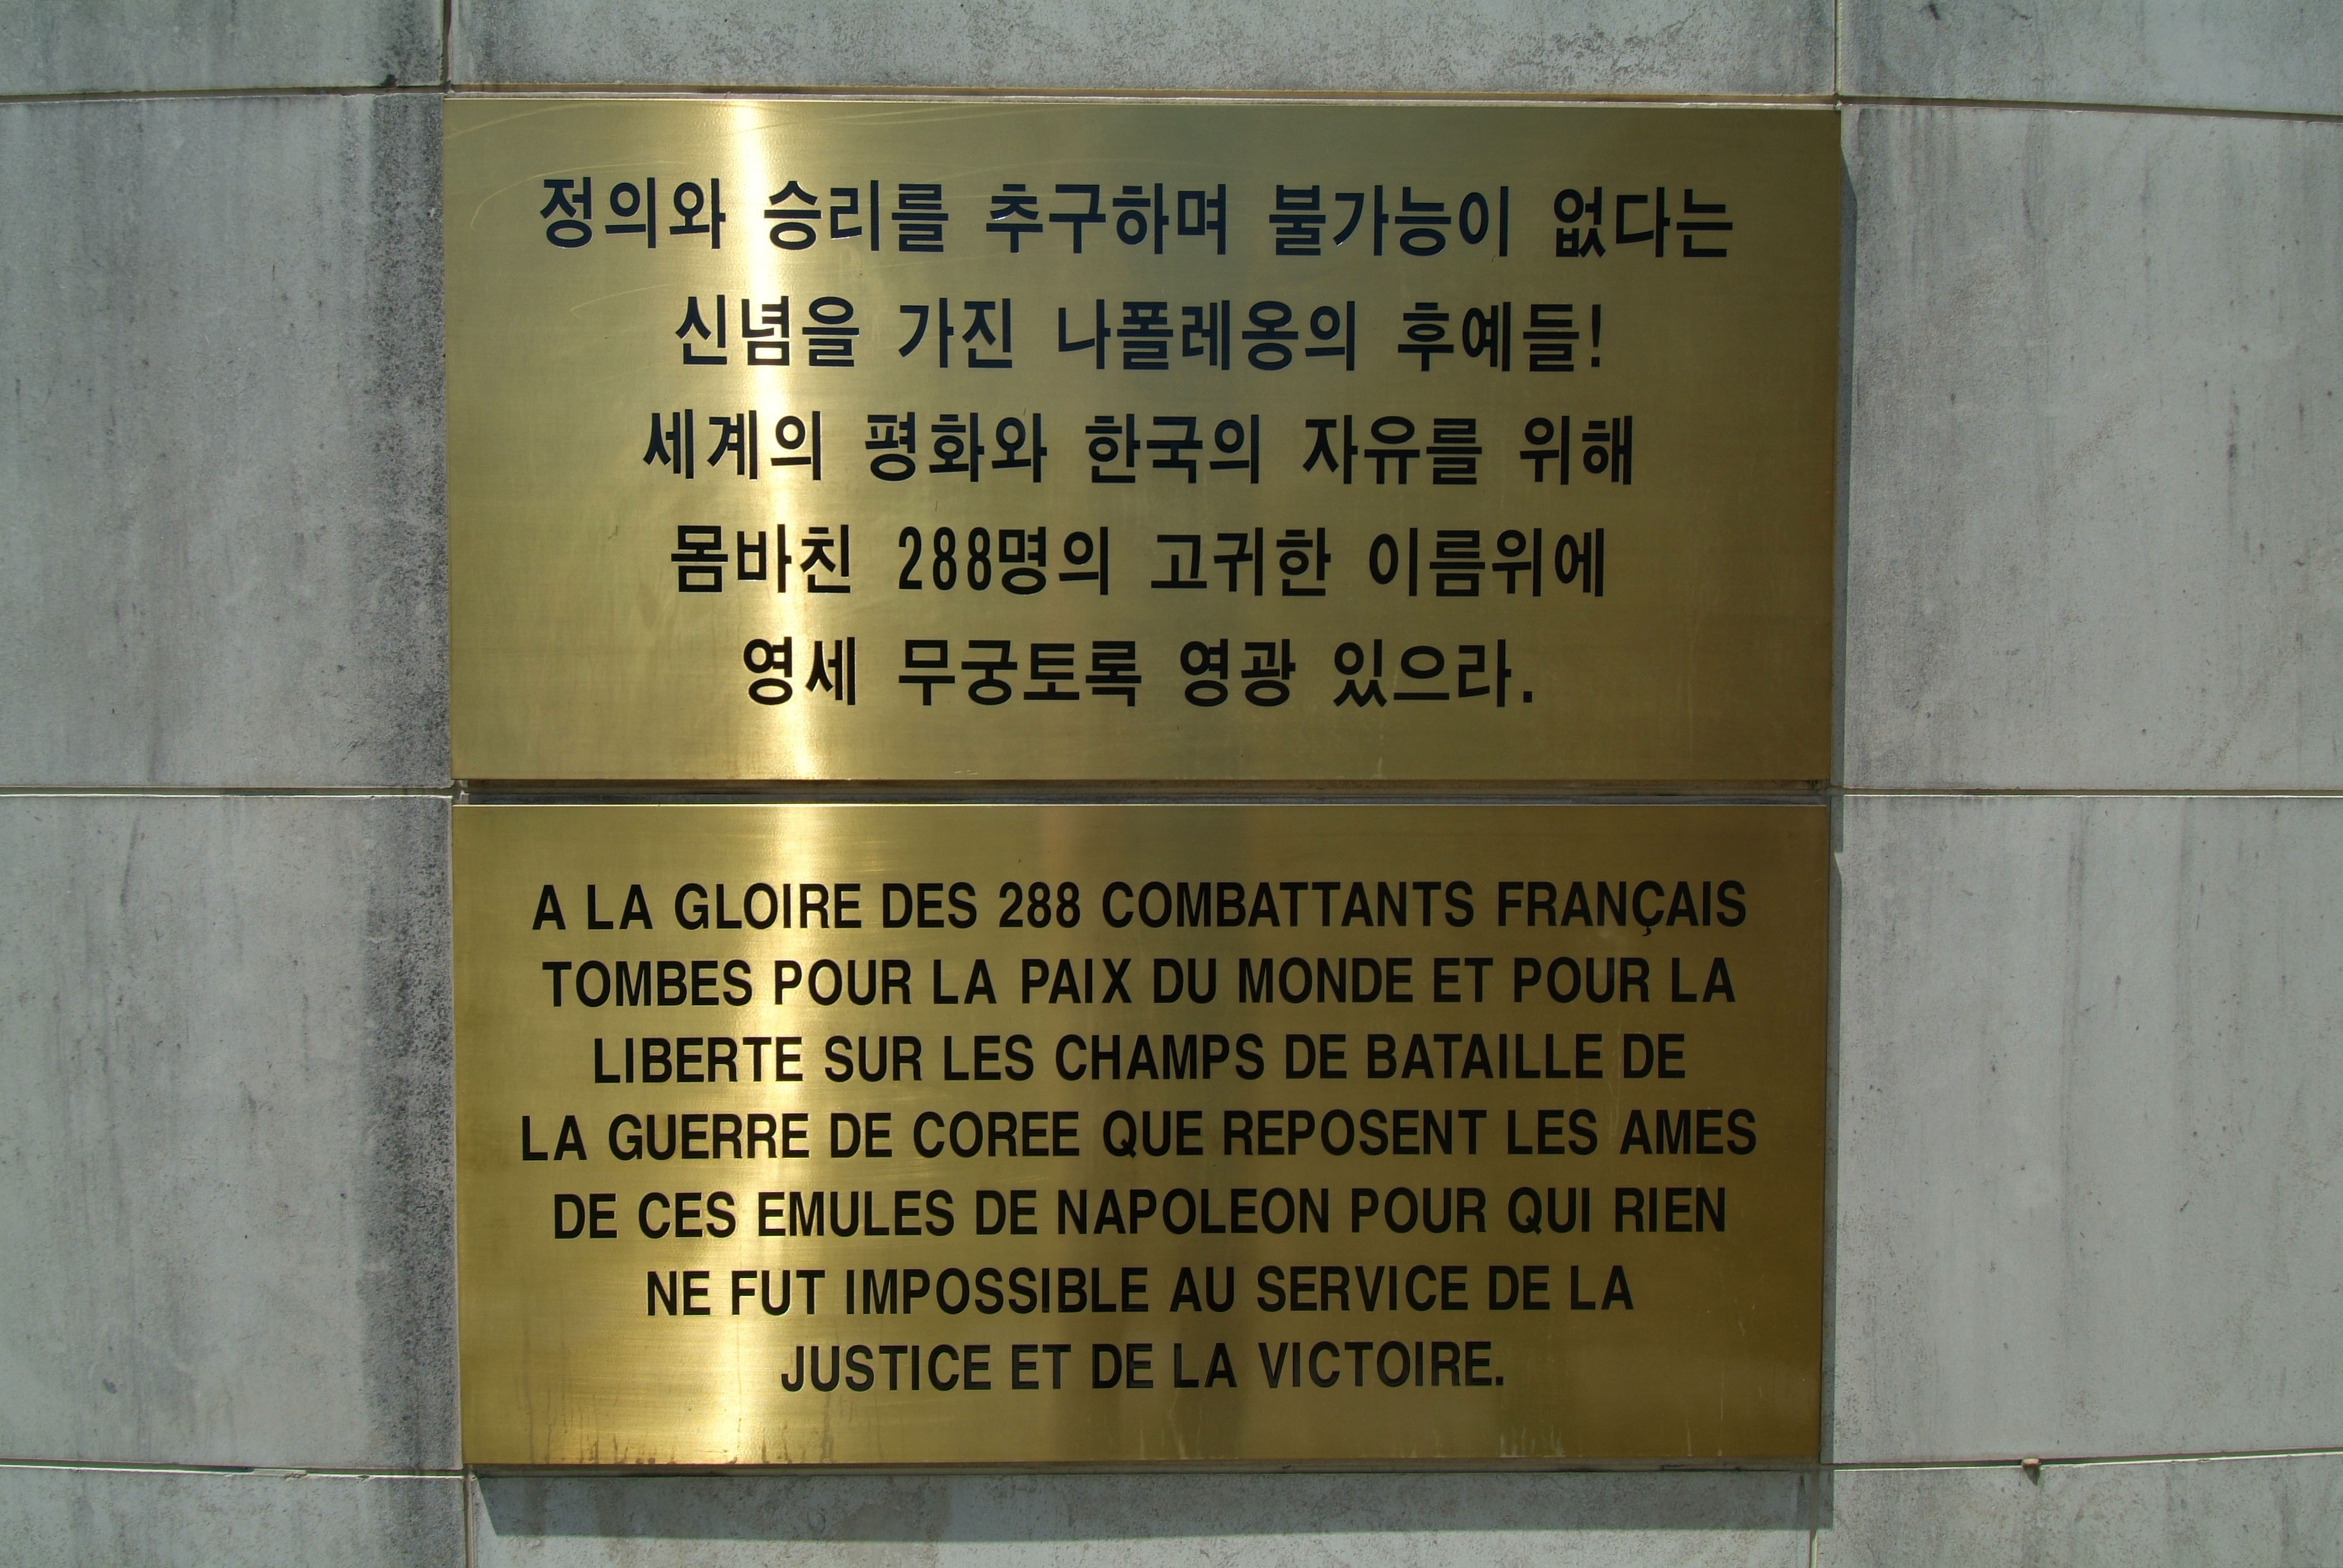 정의와 승리를 추구하며 불가능이 없다는
신념을 가진 나폴레옹의 후예들!
세계의 평화와 한국의 자유를 위해
몸바친 288명의 고귀한 이름위에
영세 무궁토록 영광 있으라.
A LA GLOIRE DES 288 COMBATTANTS FRANÇAIS
TOMBES POUR LA PAIX DU MONDE ET POUR LA
LIBERTE SUR LES CHAMPS DE BATAILLE DE
LA GUERRE DE COREE QUE REPOSENT LES AMES
DE CES EMULES DE NAPOLEON POUR QUI RIEN
NE FUT IMPOSSIBLE AU SERVICE DE LA
JUSTICE ET DE LA VICTOIRE.